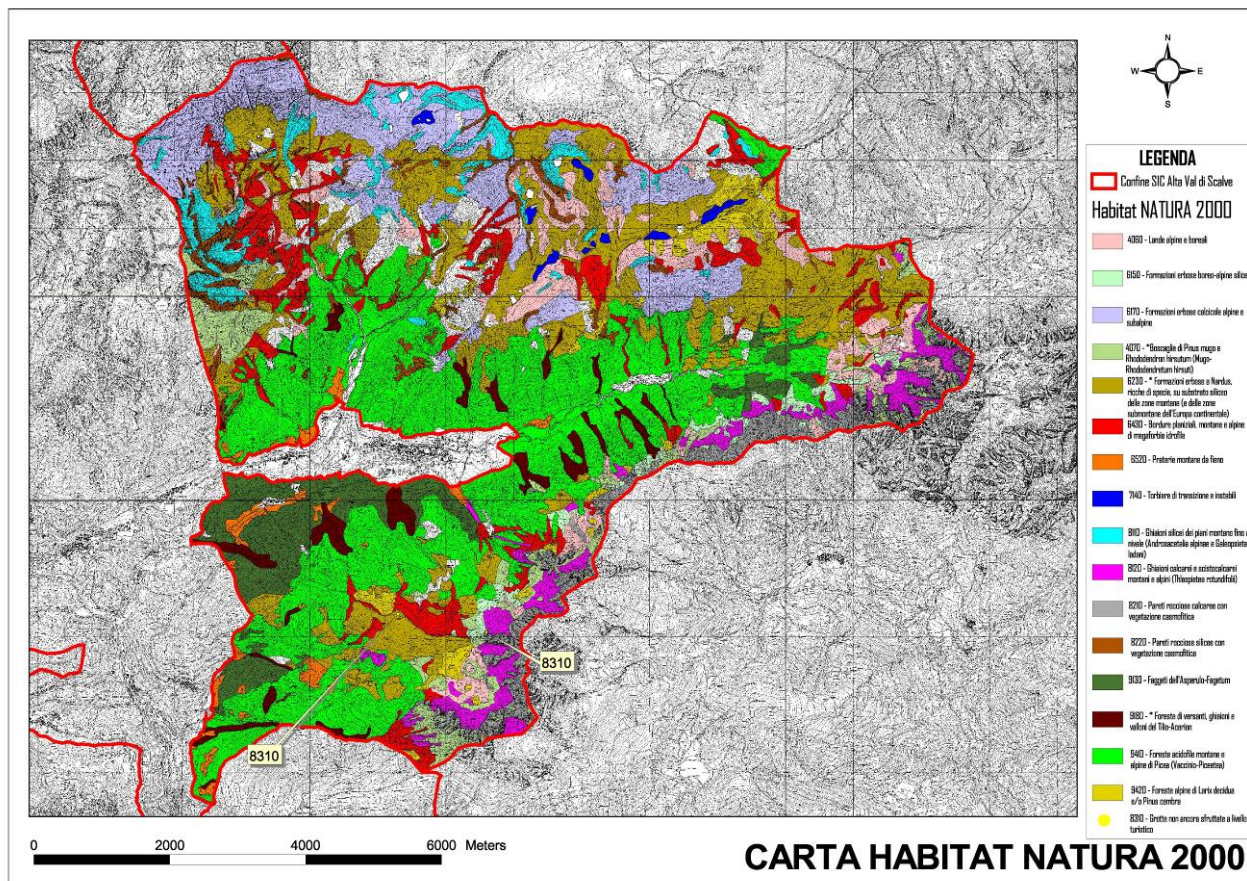 N
W E
S
LEGENDA
Confine SIC Alta Val di Scalve
Habitat NATURA 2000
4060 - Lande alpine e boreali
6150 - Formazioni erbose boreo-alpine silicee
6170 - Formazioni erbose calcicole alpine e
subalpine
4070 - *Boscaglie di Pinus mugo e
Rhododendron hirsutum (Mugo-
Rhododendretum hirsuti)
6230 - * Formazioni erbose a Nardus,
ricche di specie, su substrato siliceo
delle zone montane (e delle zone
submontane dell'Europa continentale)
6430 - Bordure planiziali, montane e alpine
di megaforbie idrofile
6520 - Praterie montane da fieno
7140 - Torbiere di transizione e instabili
8110 - Ghiaioni silicei dei piani montano fino a
nivale (Androsacetalia alpinae e Galeopsietalia
ladani)
8120 - Ghiaioni calcarei e scistocalcarei
montani e alpini (Thlaspietea rotundifolii)
8210 - Pareti rocciose calcaree con
vegetazione casmofitica
8220 - Pareti rocciose silicee con
vegetazione casmofitica
9130 - Faggeti dell'Asperulo-Fagetum
9180 - * Foreste di versanti, ghiaioni e
valloni del Tilio-Acerion
9410 - Foreste acidofile montane e
alpine di Picea (Vaccinio-Piceetea)
9420 - Foreste alpine di Larix decidua
e/o Pinus cembra
8310 - Grotte non ancora sfruttate a livello
turistico
8310
8310
0 2000 4000 6000 Meters
CARTA HABITAT NATURA 2000